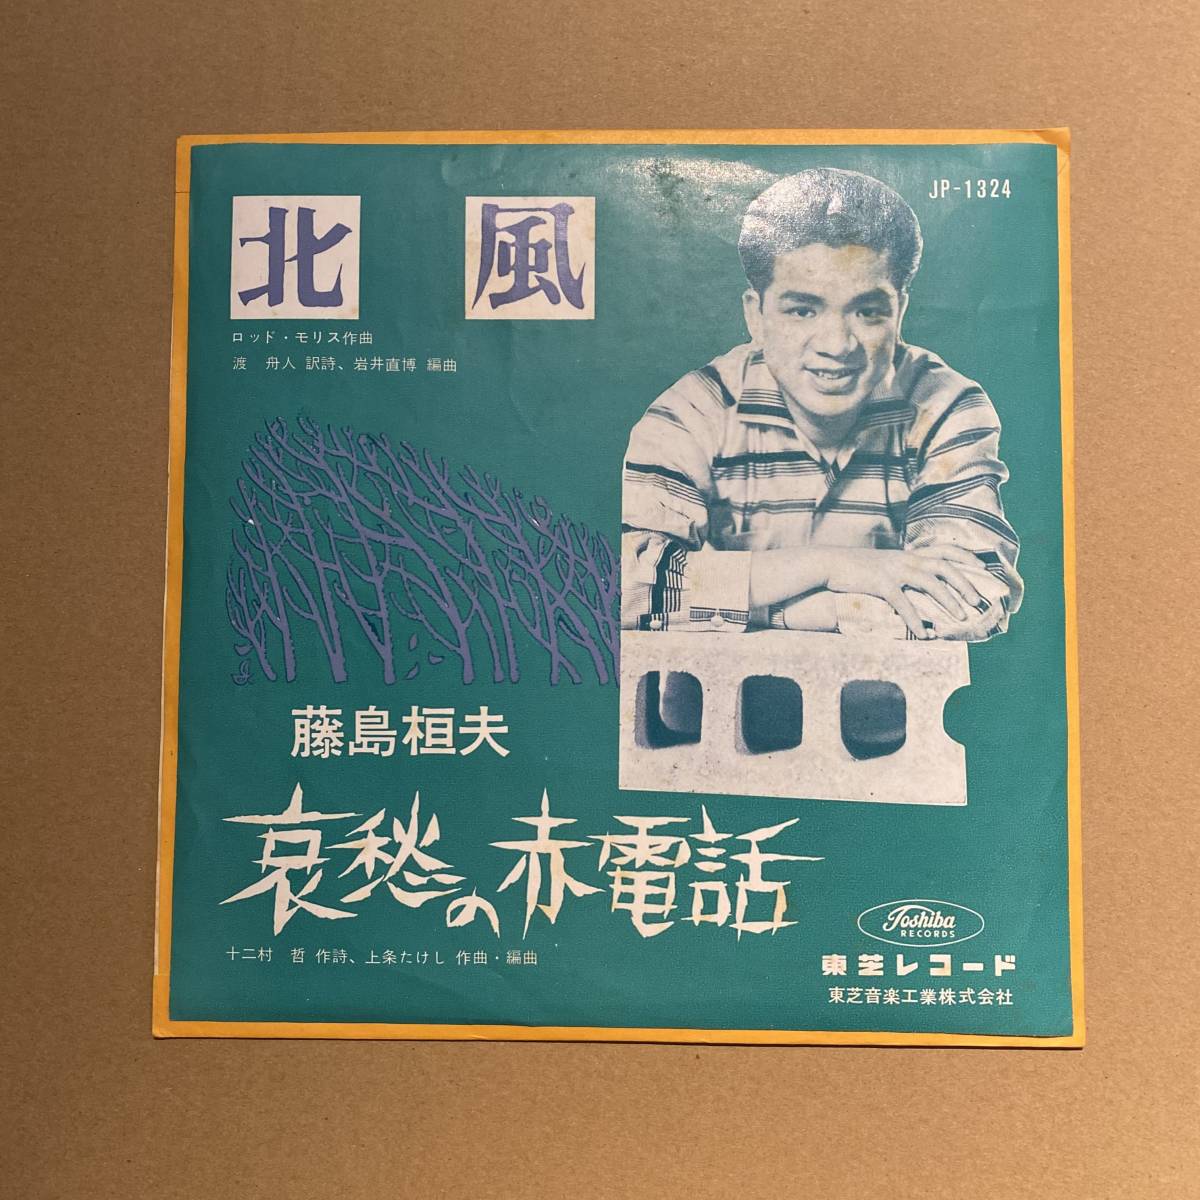 JP-1324
北風
ロッド・モリス作曲
渡 舟人 訳詩、岩井直博 編曲
藤島桓夫
哀愁の赤電話
十二村 哲 作詩、上条たけし 作曲・編曲
Toshiba
RECORDS
東芝レコード
東芝音楽工業株式会社